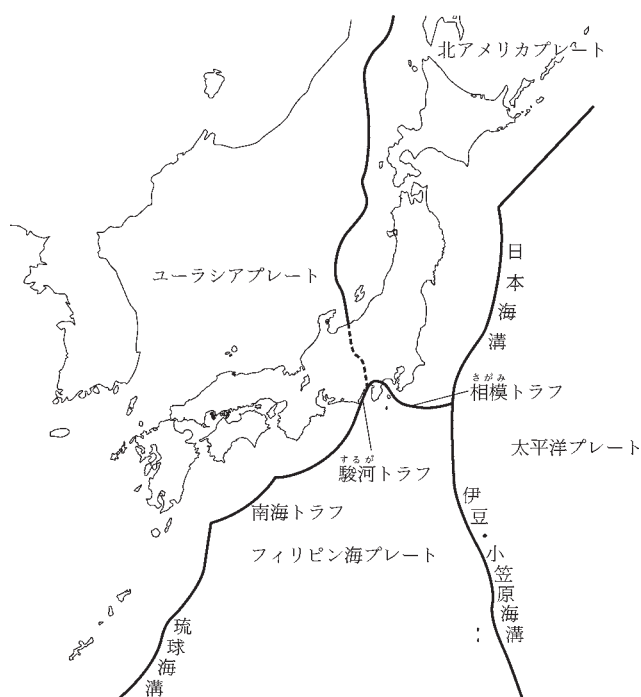 北アメリカプレート
ユーラシアプレート
日本海溝
さがみ
相模トラフ
太平洋プレート
するが
駿河トラフ
南海トラフ
フィリピン海プレート
伊豆・小笠原海溝
琉球海溝